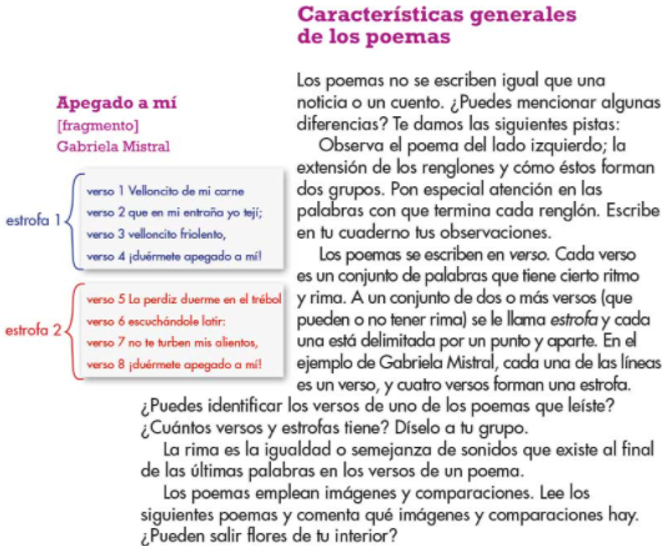 Características generales
de los poemas
Apegado a mí
[fragmento]
Gabriela Mistral
estrofa 1
verso 1 Velloncito de mi carne
verso 2 que en mi entraña yo tejí;
verso 3 velloncito friolento,
verso 4 ¡duérmete apegado a mí!
estrofa 2
verso 5 La perdiz duerme en el trébol
verso 6 escuchándole latir:
verso 7 no te turben mis alientos,
verso 8 ¡duérmete apegado a mí!
Los poemas no se escriben igual que una
noticia o un cuento. ¿Puedes mencionar algunas
diferencias? Te damos las siguientes pistas:
Observa el poema del lado izquierdo; la
extensión de los renglones y cómo éstos forman
dos grupos. Pon especial atención en las
palabras con que termina cada renglón. Escribe
en tu cuaderno tus observaciones.
Los poemas se escriben en verso. Cada verso
es un conjunto de palabras que tiene cierto ritmo
y rima. A un conjunto de dos o más versos (que
pueden o no tener rima) se le llama estrofa y cada
una está delimitada por un punto y aparte. En el
ejemplo de Gabriela Mistral, cada una de las líneas
es un verso, y cuatro versos forman una estrofa.
¿Puedes identificar los versos de uno de los poemas que leíste?
¿Cuántos versos y estrofas tiene? Díselo a tu grupo.
La rima es la igualdad o semejanza de sonidos que existe al final
de las últimas palabras en los versos de un poema.
Los poemas emplean imágenes y comparaciones. Lee los
siguientes poemas y comenta qué imágenes y comparaciones hay.
¿Pueden salir flores de tu interior?